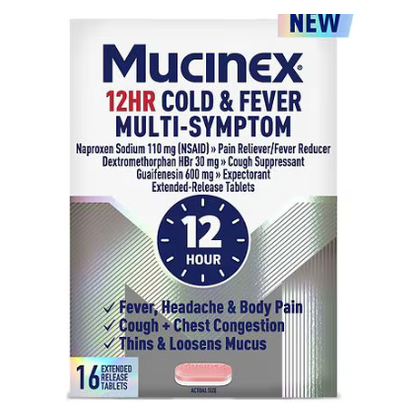 NEW
Mucinex®
12HR COLD & FEVER
MULTI-SYMPTOM
Naproxen Sodium 110 mg (NSAID) » Pain Reliever/Fever Reducer
Dextromethorphan HBr 30 mg » Cough Suppressant
Guaifenesin 600 mg » Expectorant
Extended-Release Tablets
12
HOUR
✓ Fever, Headache & Body Pain
✓ Cough + Chest Congestion
✓ Thins & Loosens Mucus
16 EXTENDED
RELEASE
TABLETS
ACTUAL SIZE